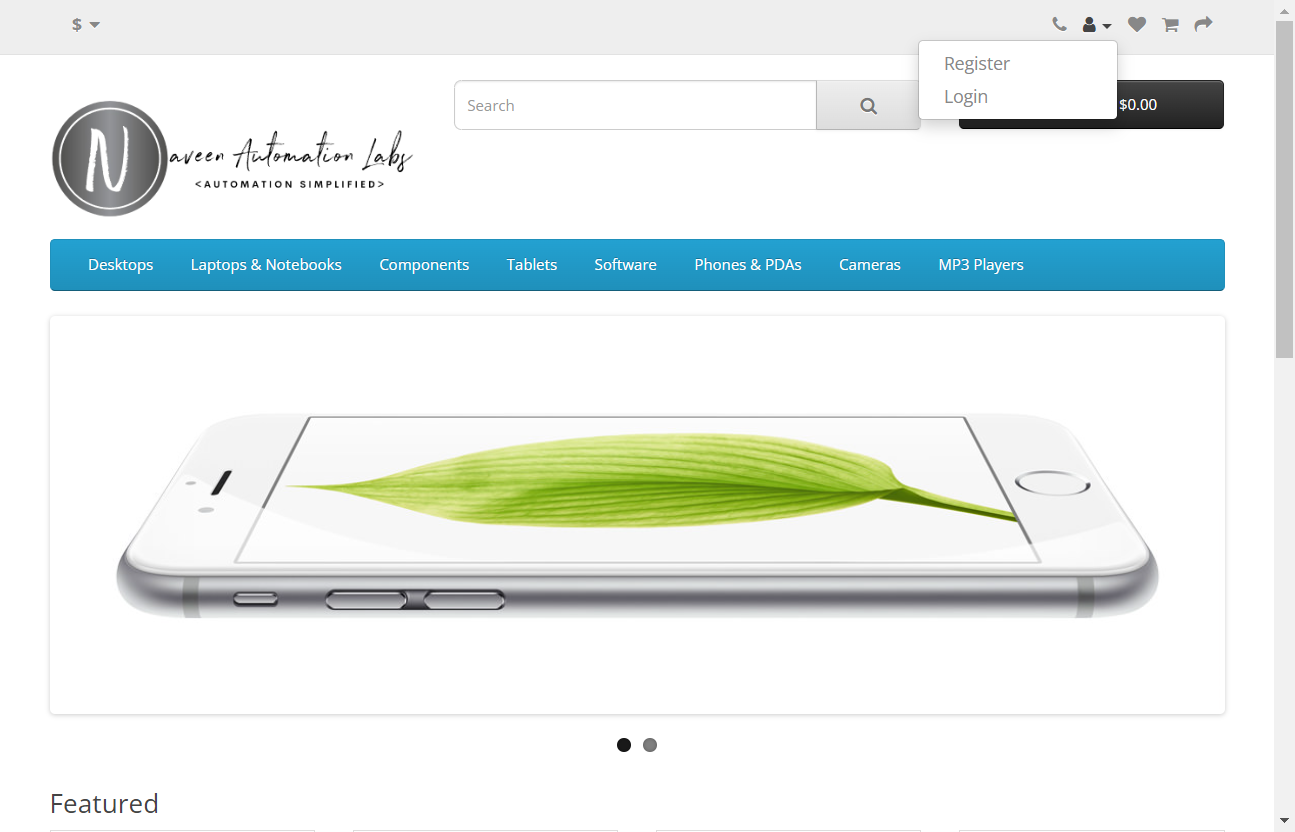 $
Register
Login
Search
$0.00
N
aveen Automation Labs
<AUTOMATION SIMPLIFIED>
Desktops Laptops & Notebooks Components Tablets Software Phones & PDAs Cameras MP3 Players
Featured